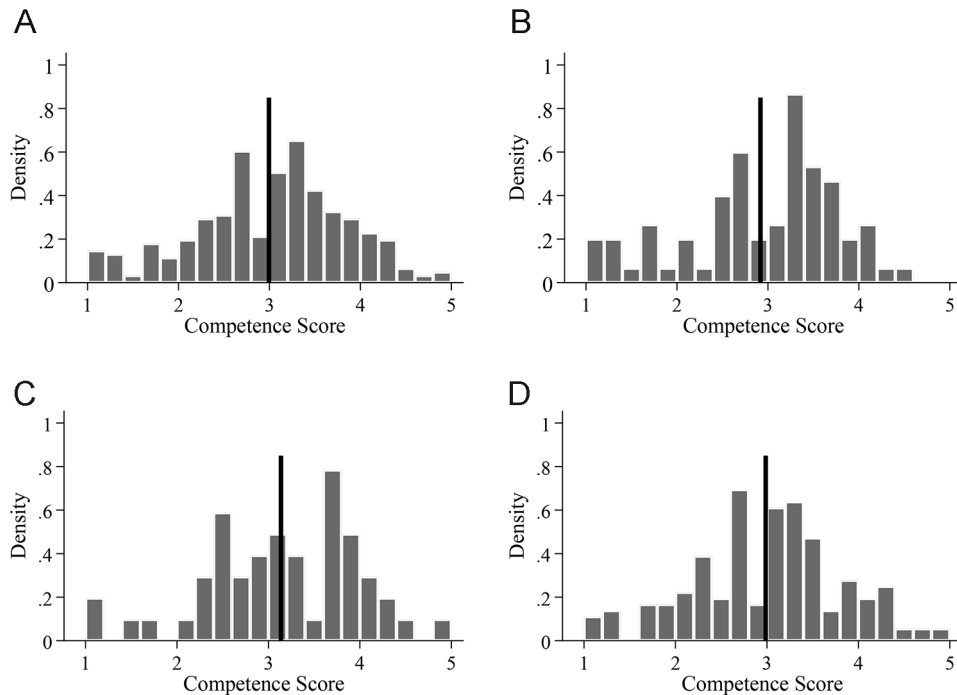 A
1
.8
.6
.4
.2
0
Density
1 2 3 4 5
Competence Score
B
1
.8
.6
.4
.2
0
Density
1 2 3 4 5
Competence Score
C
1
.8
.6
.4
.2
0
Density
1 2 3 4 5
Competence Score
D
1
.8
.6
.4
.2
0
Density
1 2 3 4 5
Competence Score